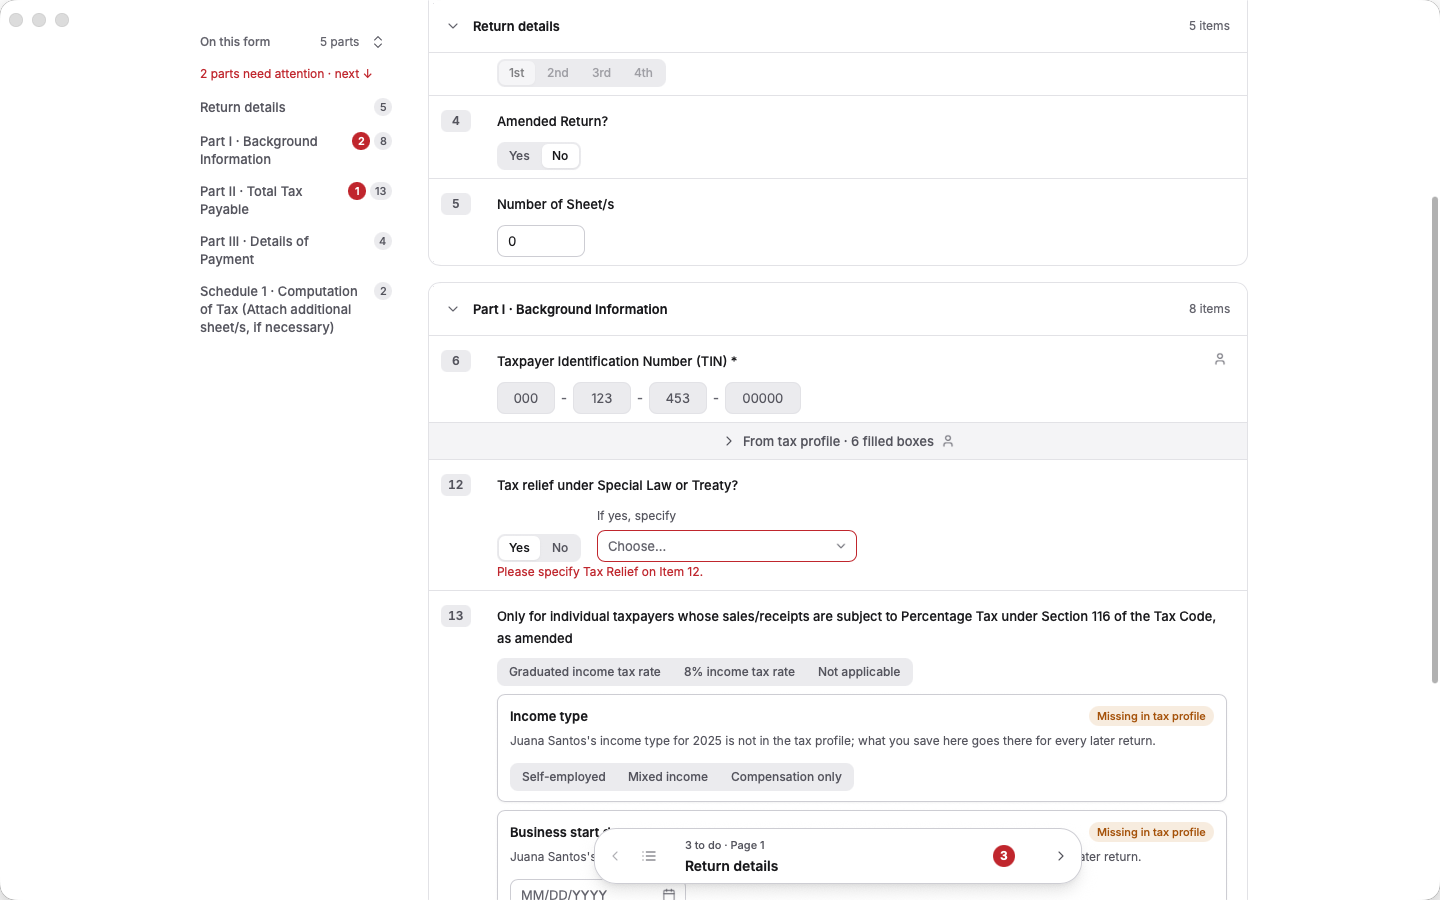 On this form
5 parts
2 parts need attention · next ↓
Return details
5
Part I · Background
Information
2
8
Part II · Total Tax
Payable
1
13
Part III · Details of
Payment
4
Schedule 1 · Computation
of Tax (Attach additional
sheet/s, if necessary)
2
Return details
5 items
1st 2nd 3rd 4th
4
Amended Return?
Yes No
5
Number of Sheet/s
0
Part I · Background Information
8 items
6
Taxpayer Identification Number (TIN) *
000 - 123 - 453 - 00000
From tax profile · 6 filled boxes
12
Tax relief under Special Law or Treaty?
If yes, specify
Yes No
Choose...
Please specify Tax Relief on Item 12.
13
Only for individual taxpayers whose sales/receipts are subject to Percentage Tax under Section 116 of the Tax Code,
as amended
Graduated income tax rate 8% income tax rate Not applicable
Income type
Missing in tax profile
Juana Santos's income type for 2025 is not in the tax profile; what you save here goes there for every later return.
Self-employed Mixed income Compensation only
Business start
Missing in tax profile
Juana Santos's
later return.
MM/DD/YYYY
3 to do · Page 1
Return details
3